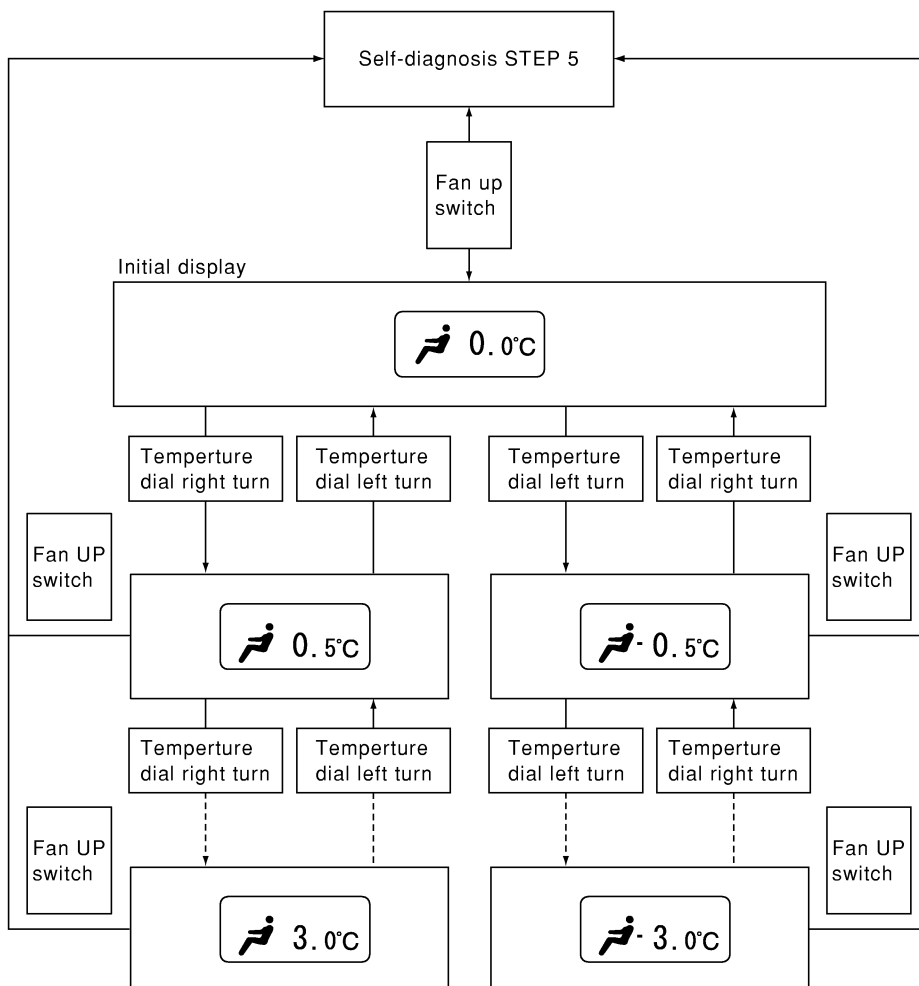 Self-diagnosis STEP 5
Fan up
switch
Initial display
0.0°C
Temperture
dial right turn
Temperture
dial left turn
Temperture
dial left turn
Temperture
dial right turn
Fan UP
switch
Fan UP
switch
0.5°C
- 0.5°C
Temperture
dial right turn
Temperture
dial left turn
Temperture
dial left turn
Temperture
dial right turn
Fan UP
switch
Fan UP
switch
3.0°C
- 3.0°C